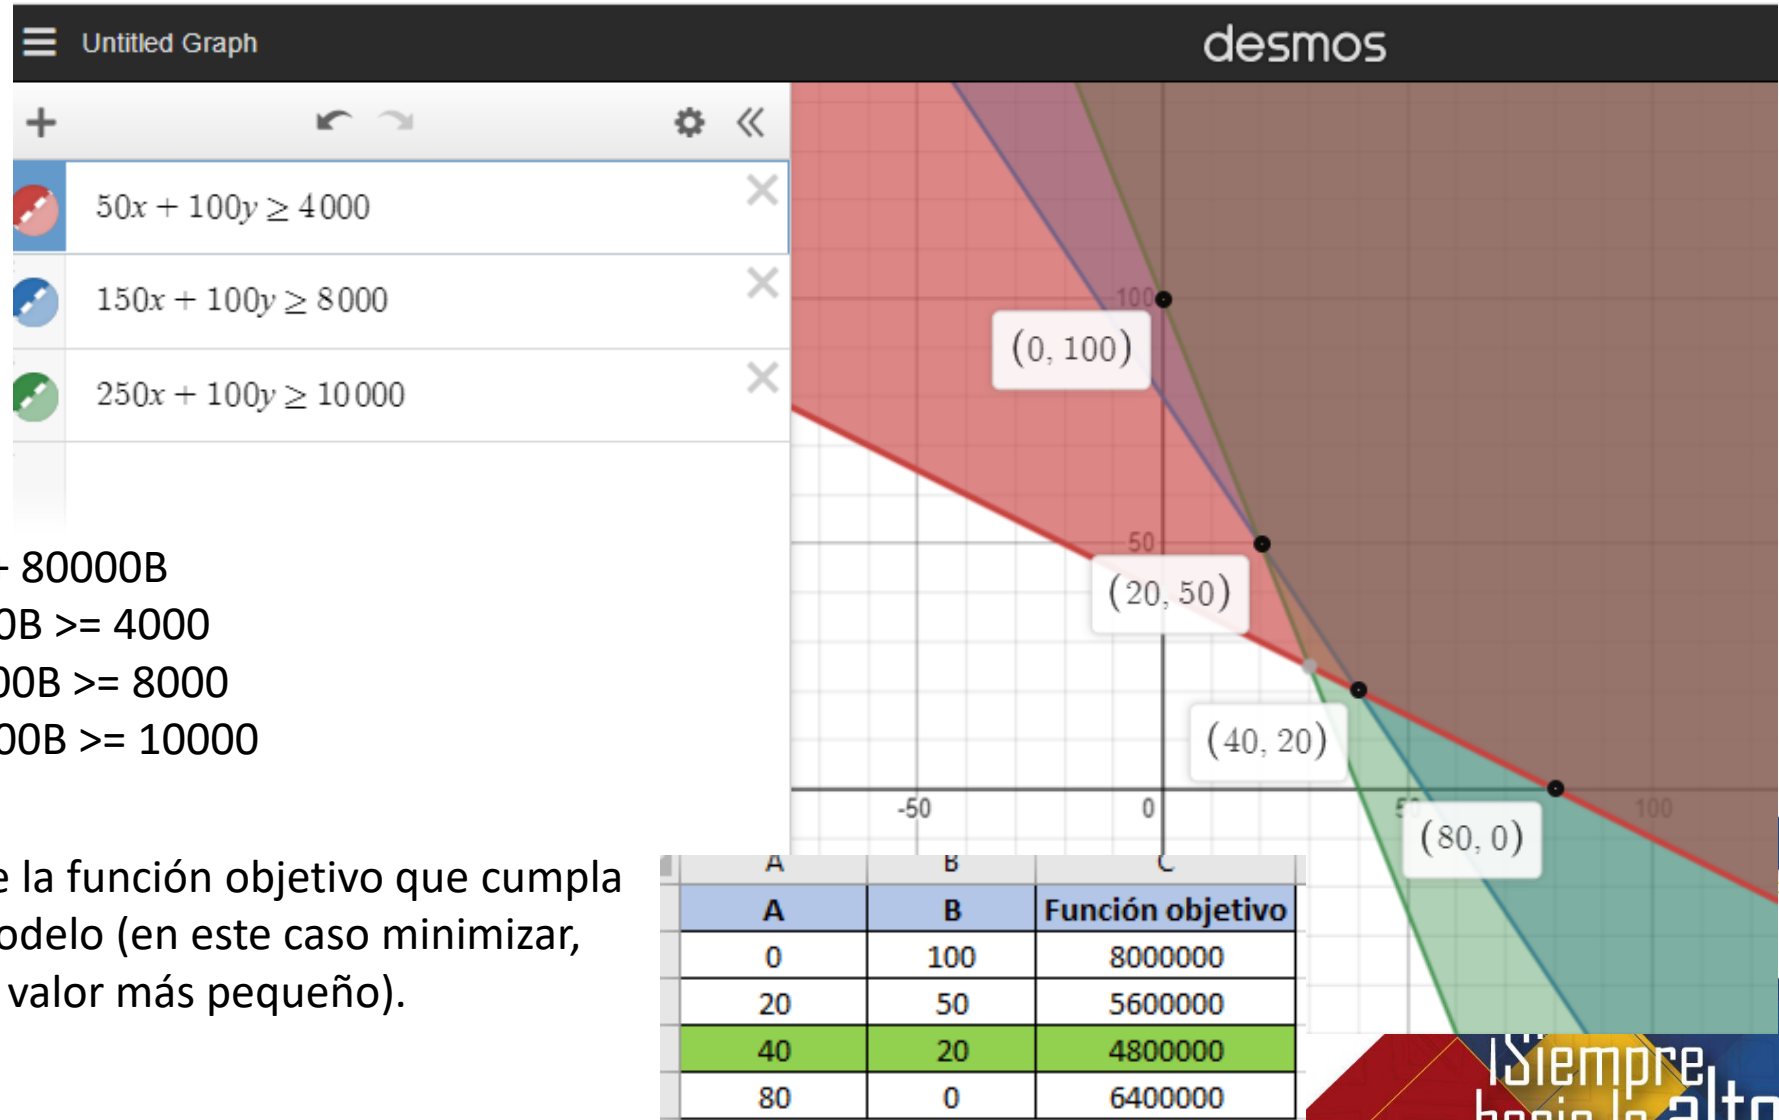 Untitled Graph
desmos
50x + 100y ≥ 4000
150x + 100y ≥ 8000
250x + 100y ≥ 10000
100
(0, 100)
50
(20, 50)
(40, 20)
-50
0
100
(80, 0)
80000B
0B >= 4000
00B >= 8000
00B >= 10000
e la función objetivo que cumpla
odelo (en este caso minimizar,
valor más pequeño).
A B C
A B Función objetivo
0 100 8000000
20 50 5600000
40 20 4800000
80 0 6400000
¡Siempre
hacia lo alto